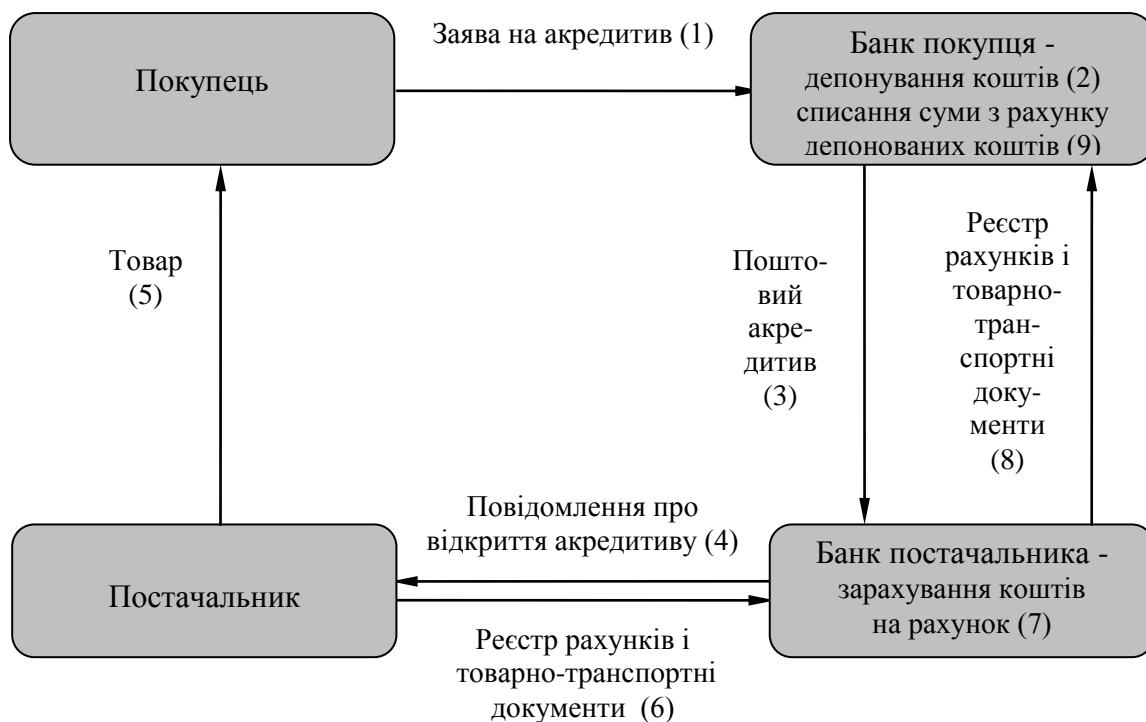 Заява на акредитив (1)
Покупець
Банк покупця -
депонування коштів (2)
списання суми з рахунку
депонованих коштів (9)
Товар
(5)
Пошто-
вий
акре-
дитив
(3)
Реєстр
рахунків і
товарно-
тран-
спортні
доку-
менти
(8)
Повідомлення про
відкриття акредитиву (4)
Постачальник
Банк постачальника -
зарахування коштів
на рахунок (7)
Реєстр рахунків і
товарно-транспортні
документи (6)